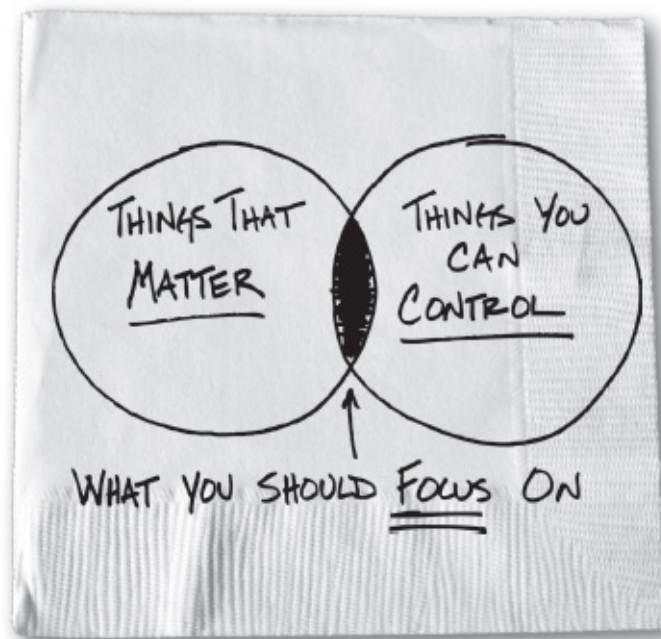 THINGS THAT
MATTER
THINGS YOU
CAN
CONTROL
WHAT YOU SHOULD FOCUS ON